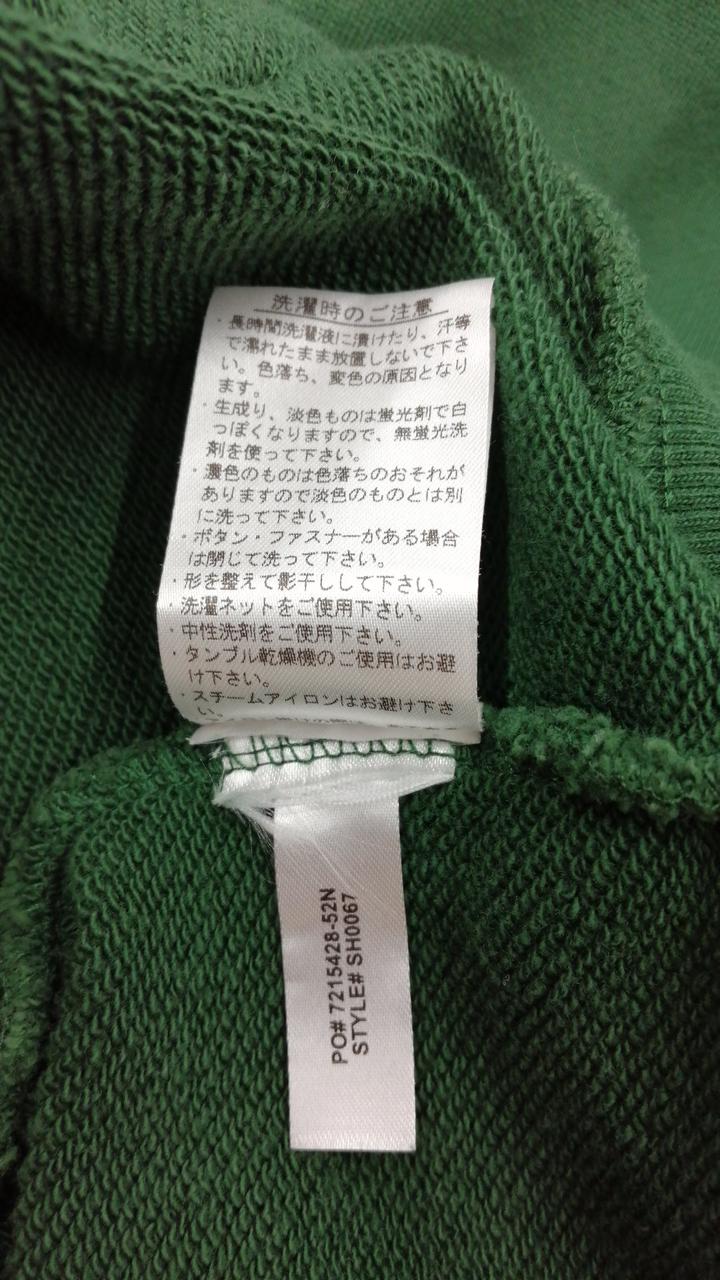 洗濯時のご注意
・長時間洗濯液に漬けたり、汗等
で濡れたまま放置しないで下さ
い。色落ち、変色の原因となり
ます。
・生成り、淡色ものは蛍光剤で白
っぽくなりますので、無蛍光洗
剤を使って下さい。
・濃色のものは色落ちのおそれが
ありますので淡色のものとは別
に洗って下さい。
・ボタン・ファスナーがある場合
は閉じて洗って下さい。
・形を整えて影干しして下さい。
・洗濯ネットをご使用下さい。
・中性洗剤をご使用下さい。
・タンブル乾燥機のご使用はお避
け下さい。
・スチームアイロンはお避け下さ
い。
PO# 7215428-52N
STYLE# SH0067